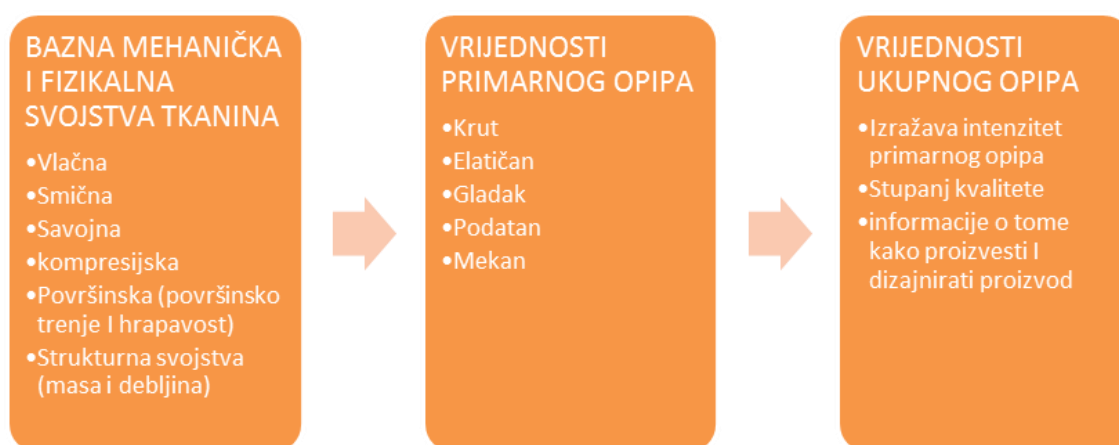 BAZNA MEHANIČKA
I FIZIKALNA
SVOJSTVA TKANINA
•Vlačna
•Smična
•Savojna
•kompresijska
•Površinska (površinsko
trenje I hrapavost)
•Strukturna svojstva
(masa i debljina)
VRIJEDNOSTI
PRIMARNOG OPIPA
•Krut
•Elatičan
•Gladak
•Podatan
•Mekan
VRIJEDNOSTI
UKUPNOG OPIPA
•Izražava intenzitet
primarnog opipa
•Stupanj kvalitete
•informacije o tome
kako proizvesti I
dizajnirati proizvod